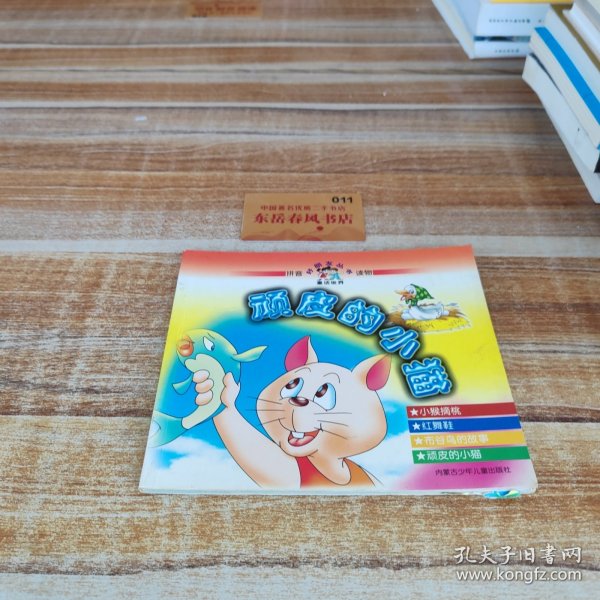 011
中国著名优秀二手书店
东岳春风书店
拼音
读物
童话世界
顽皮的小猫
★小猴摘桃
★红舞鞋
★布谷鸟的故事
★顽皮的小猫
内蒙古少年儿童出版社
孔夫子旧书网
www.kongfz.com